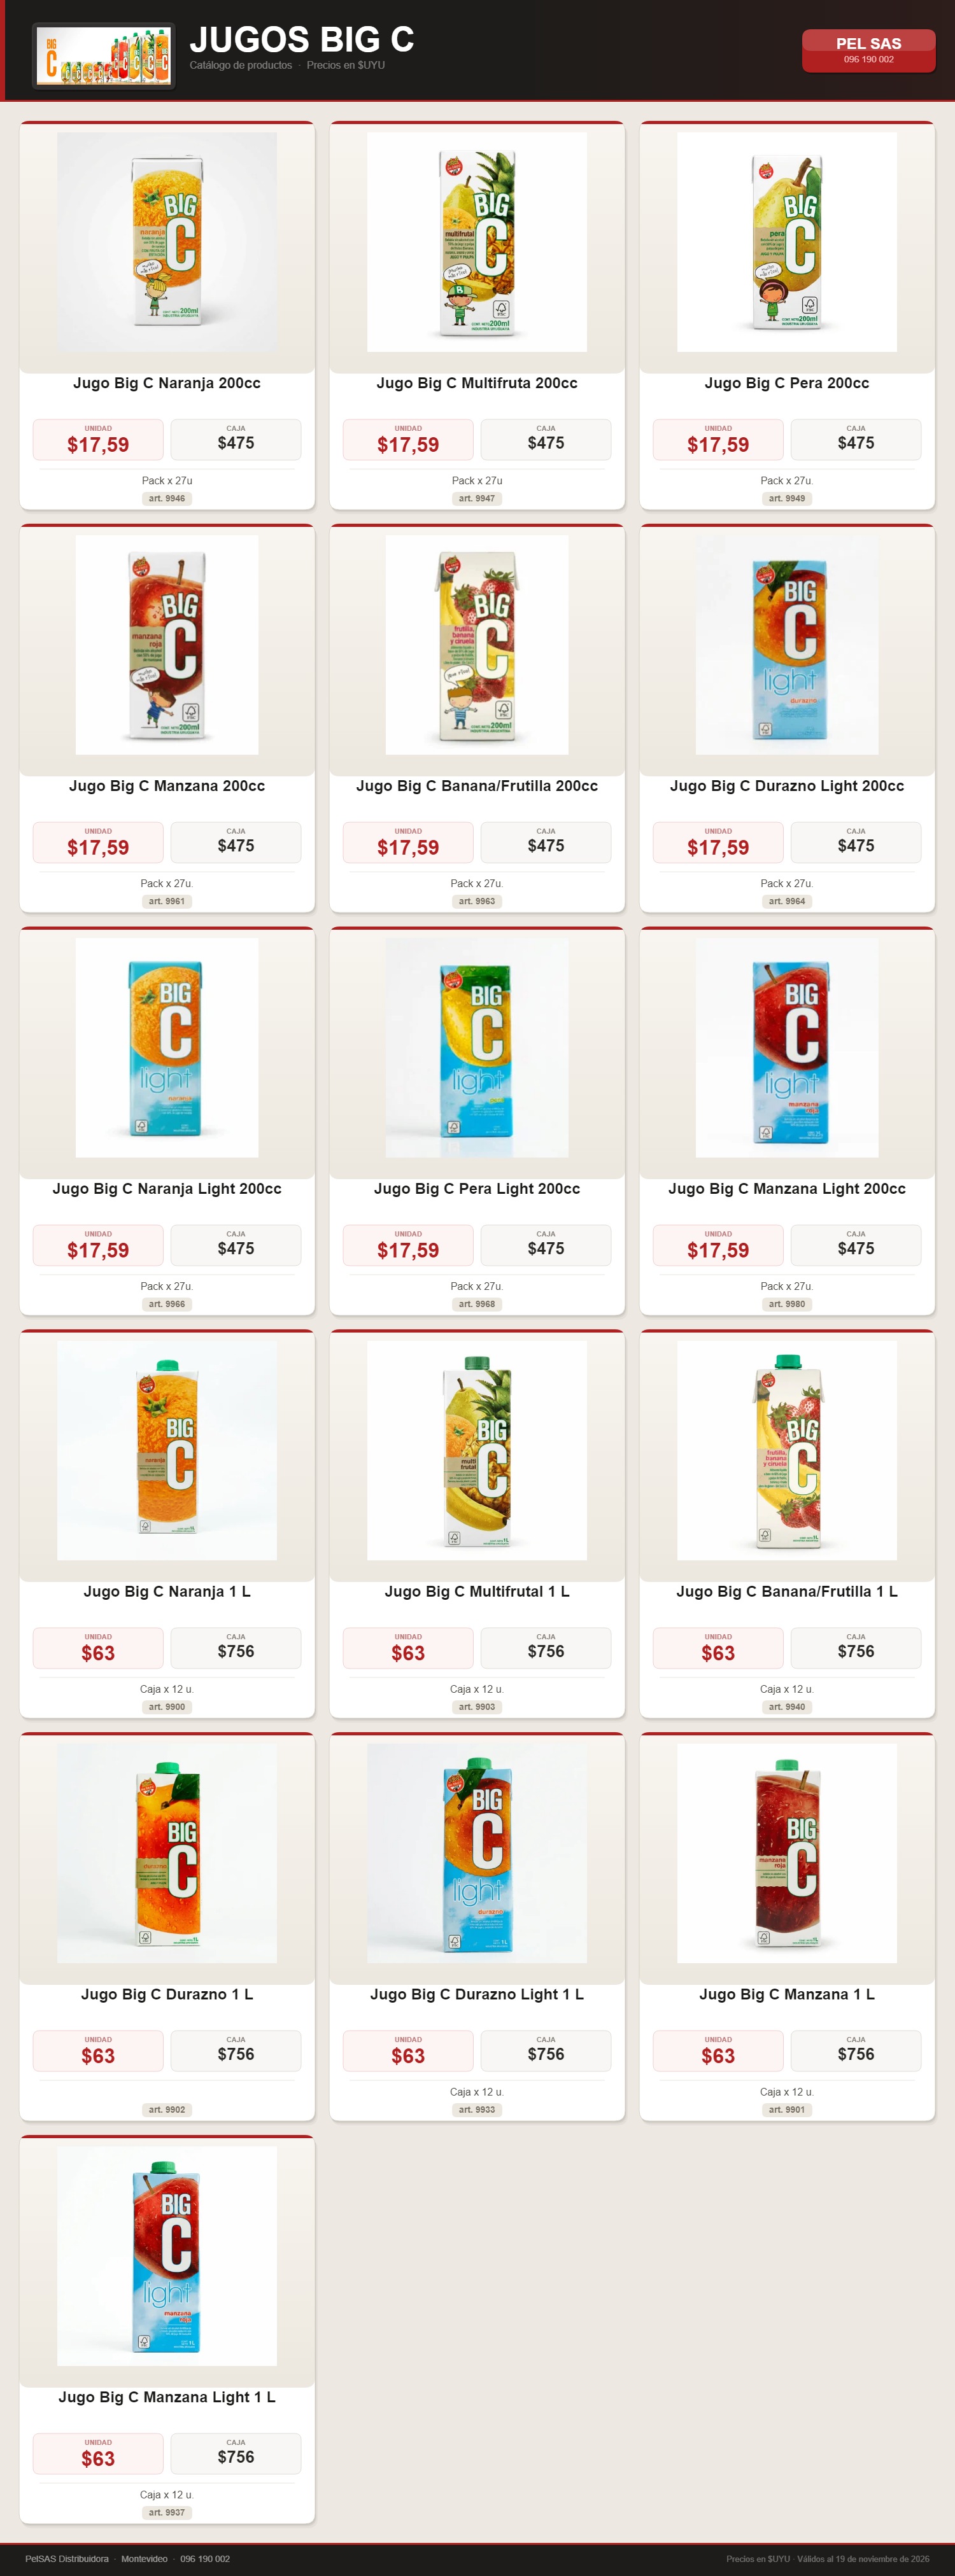 JUGOS BIG C
Catálogo de productos · Precios en $UYU
PEL SAS
096 190 002
Jugo Big C Naranja 200cc
UNIDAD
$17,59
CAJA
$475
Pack x 27u
art. 9946
Jugo Big C Multifruta 200cc
UNIDAD
$17,59
CAJA
$475
Pack x 27u
art. 9947
Jugo Big C Pera 200cc
UNIDAD
$17,59
CAJA
$475
Pack x 27u.
art. 9949
Jugo Big C Manzana 200cc
UNIDAD
$17,59
CAJA
$475
Pack x 27u.
art. 9961
Jugo Big C Banana/Frutilla 200cc
UNIDAD
$17,59
CAJA
$475
Pack x 27u.
art. 9963
Jugo Big C Durazno Light 200cc
UNIDAD
$17,59
CAJA
$475
Pack x 27u.
art. 9964
Jugo Big C Naranja Light 200cc
UNIDAD
$17,59
CAJA
$475
Pack x 27u.
art. 9966
Jugo Big C Pera Light 200cc
UNIDAD
$17,59
CAJA
$475
Pack x 27u.
art. 9968
Jugo Big C Manzana Light 200cc
UNIDAD
$17,59
CAJA
$475
Pack x 27u.
art. 9980
Jugo Big C Naranja 1 L
UNIDAD
$63
CAJA
$756
Caja x 12 u.
art. 9900
Jugo Big C Multifrutal 1 L
UNIDAD
$63
CAJA
$756
Caja x 12 u.
art. 9903
Jugo Big C Banana/Frutilla 1 L
UNIDAD
$63
CAJA
$756
Caja x 12 u.
art. 9940
Jugo Big C Durazno 1 L
UNIDAD
$63
CAJA
$756
art. 9902
Jugo Big C Durazno Light 1 L
UNIDAD
$63
CAJA
$756
Caja x 12 u.
art. 9933
Jugo Big C Manzana 1 L
UNIDAD
$63
CAJA
$756
Caja x 12 u.
art. 9901
Jugo Big C Manzana Light 1 L
UNIDAD
$63
CAJA
$756
Caja x 12 u.
art. 9937
PelSAS Distribuidora · Montevideo · 096 190 002
Precios en $UYU · Válidos al 19 de noviembre de 2026